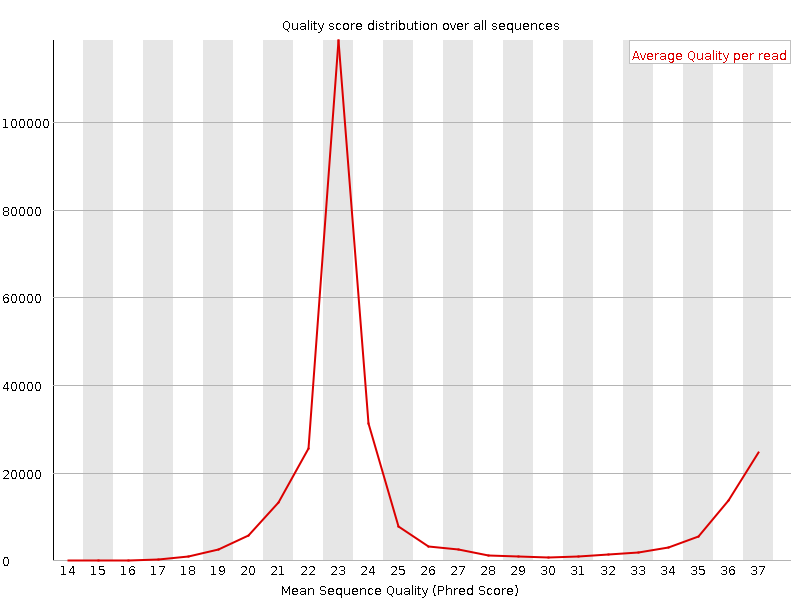 Quality score distribution over all sequences
Average Quality per read
100000
80000
60000
40000
20000
0
14 15 16 17 18 19 20 21 22 23 24 25 26 27 28 29 30 31 32 33 34 35 36 37
Mean Sequence Quality (Phred Score)